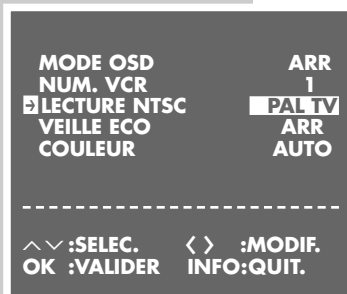 MODE OSD ARR
NUM. VCR 1
LECTURE NTSC PAL TV
VEILLE ECO ARR
COULEUR AUTO
:SELEC. :MODIF.
OK :VALIDER INFO:QUIT.